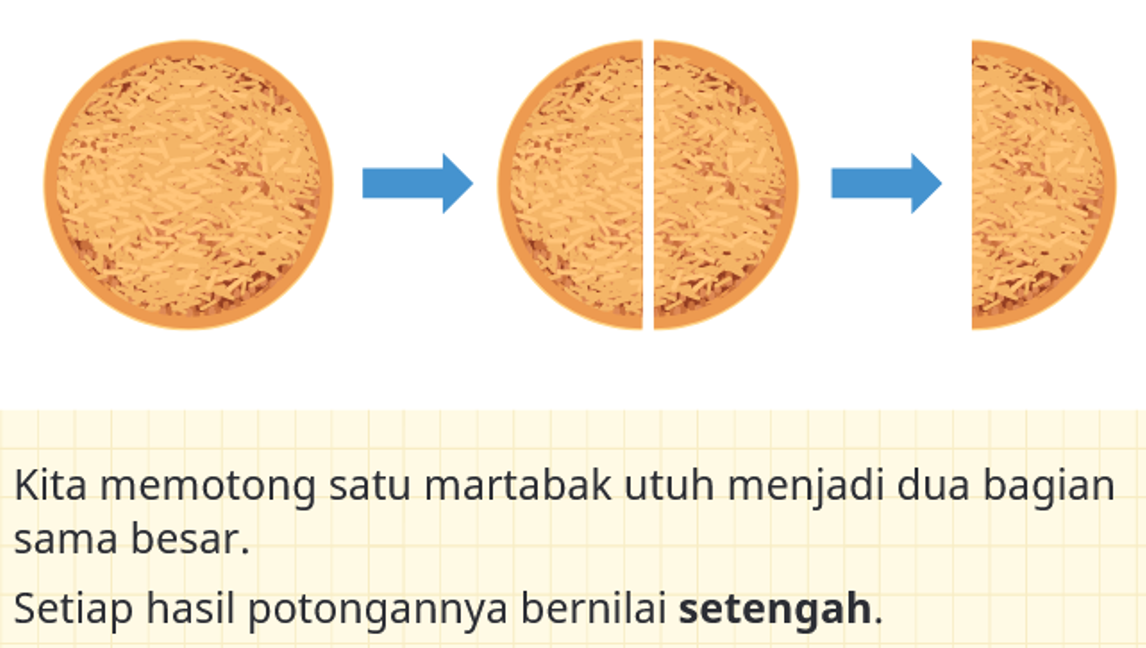 Kita memotong satu martabak utuh menjadi dua bagian
sama besar.
Setiap hasil potongannya bernilai setengah.